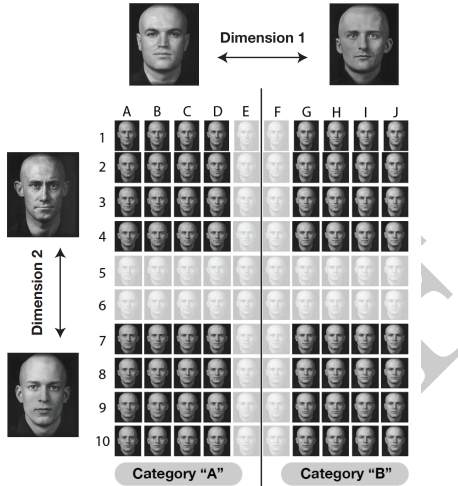 Dimension 1
A B C D E F G H I J
1
2
3
4
Dimension 2
5
6
7
8
9
10
Category “A” Category “B”